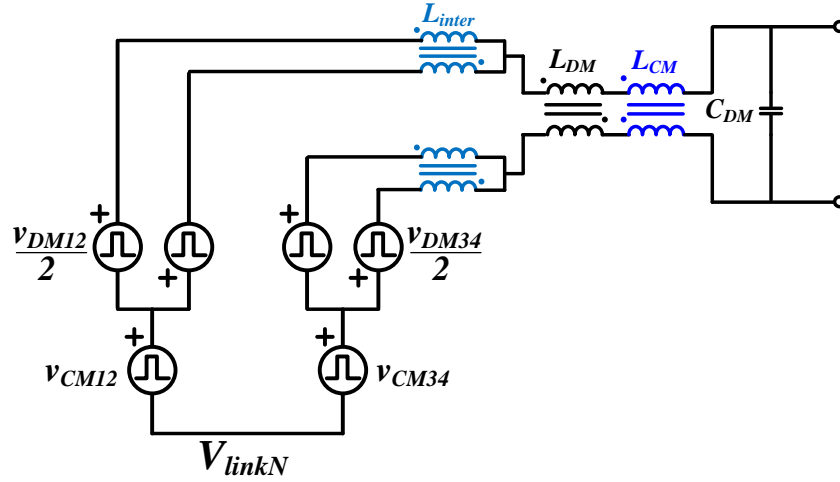 L_inter
L_DM
L_CM
C_DM
+
v_DM12
2
+
+
v_DM34
2
+
+
v_CM12
+
v_CM34
V_linkN